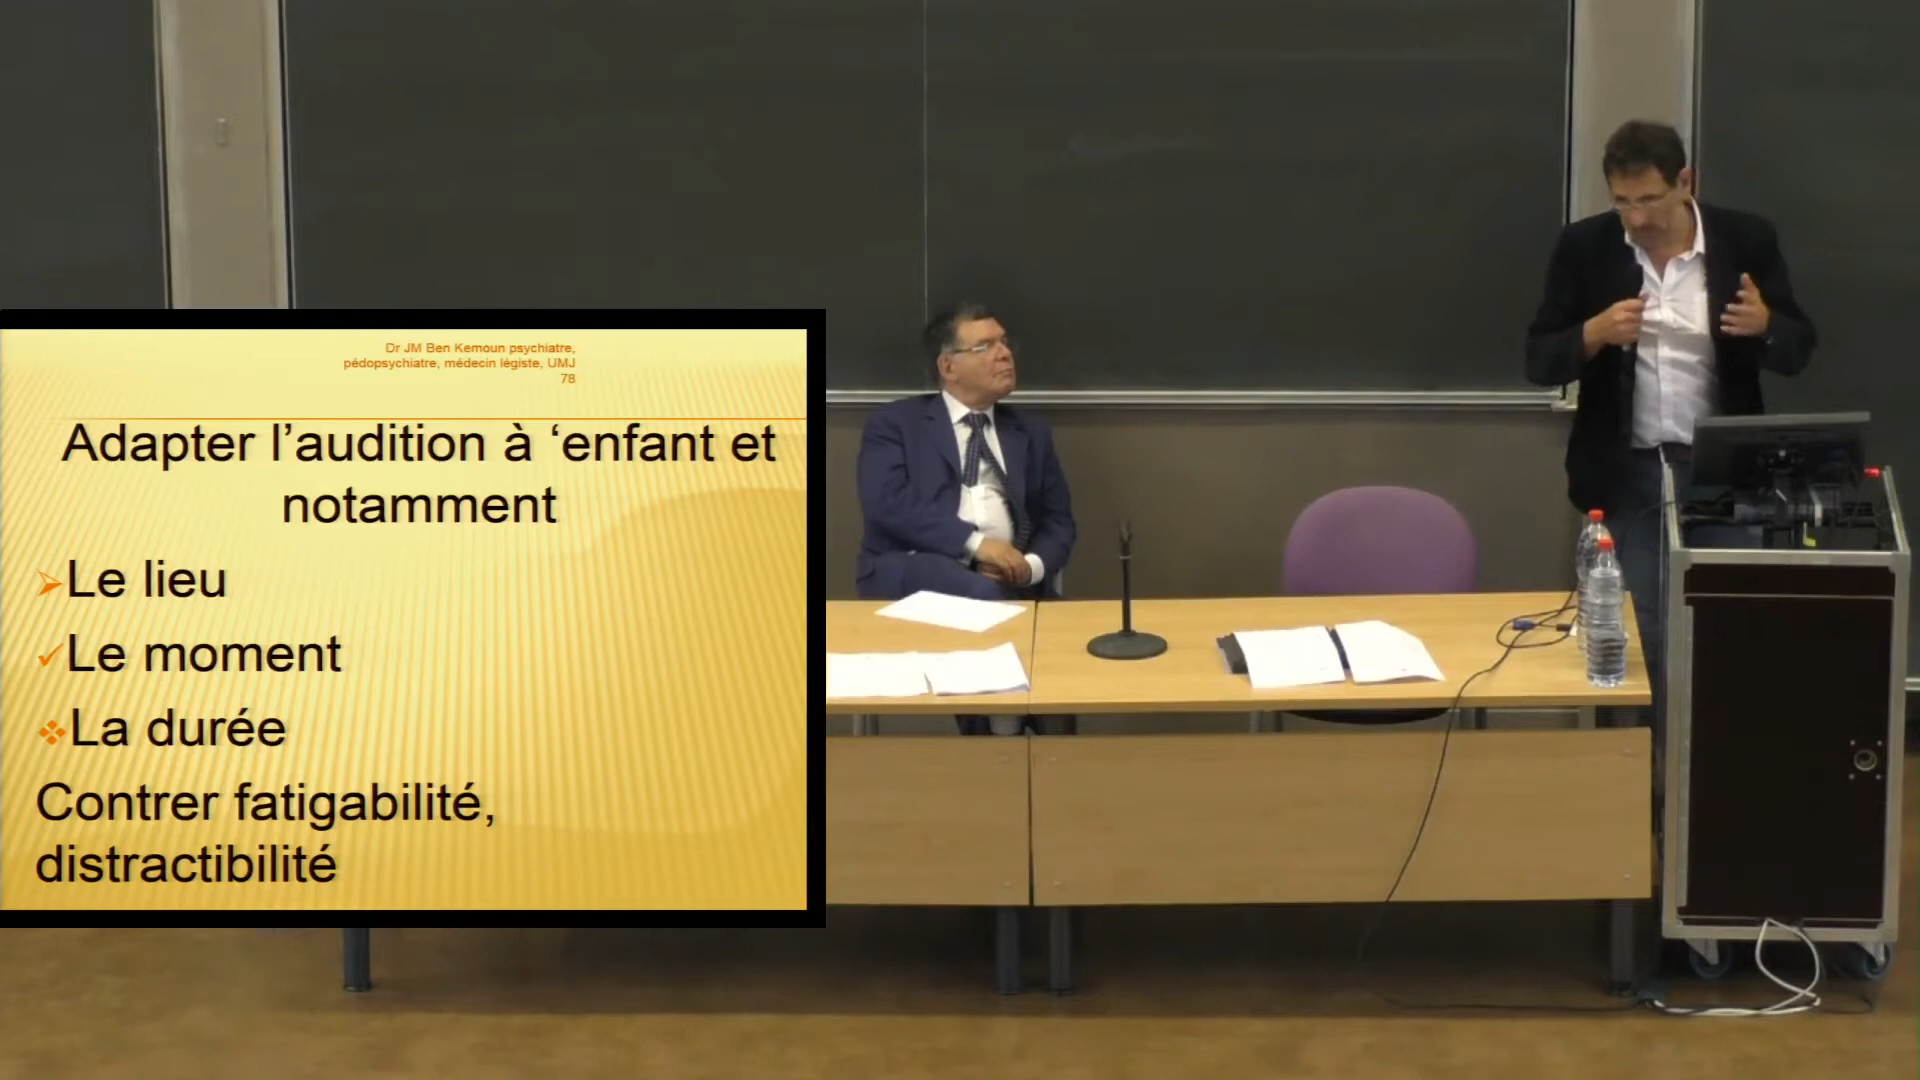 Dr JM Ben Kemoun psychiatre,
pédopsychiatre, médecin légiste, UMJ
78
Adapter l’audition à ‘enfant et
notamment
Le lieu
Le moment
La durée
Contrer fatigabilité,
distractibilité